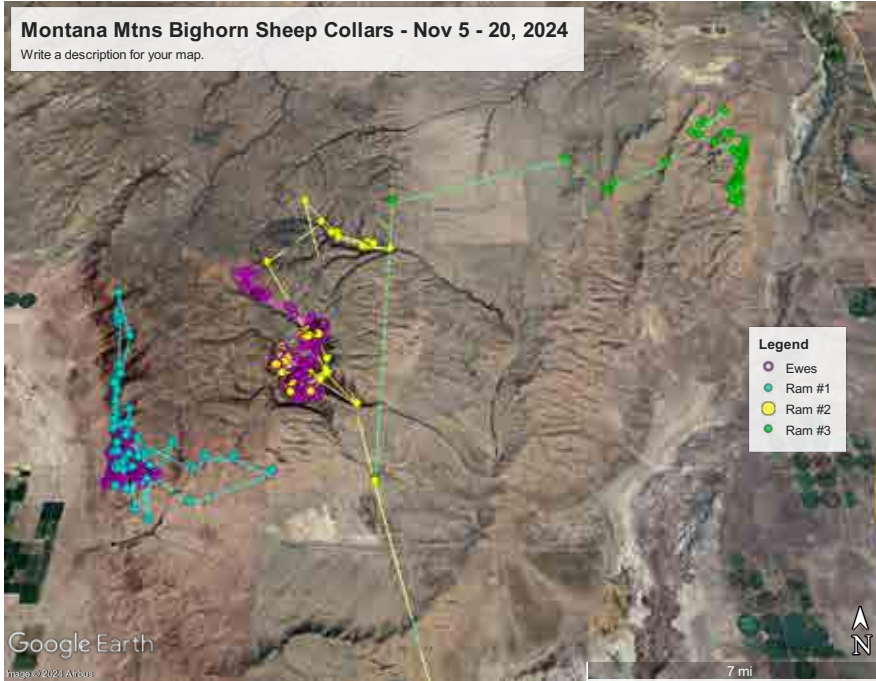 Montana Mtns Bighorn Sheep Collars - Nov 5 - 20, 2024
Write a description for your map.
Legend
Ewes
Ram #1
Ram #2
Ram #3
Google Earth
N
Image © 2024 Airbus
7 mi